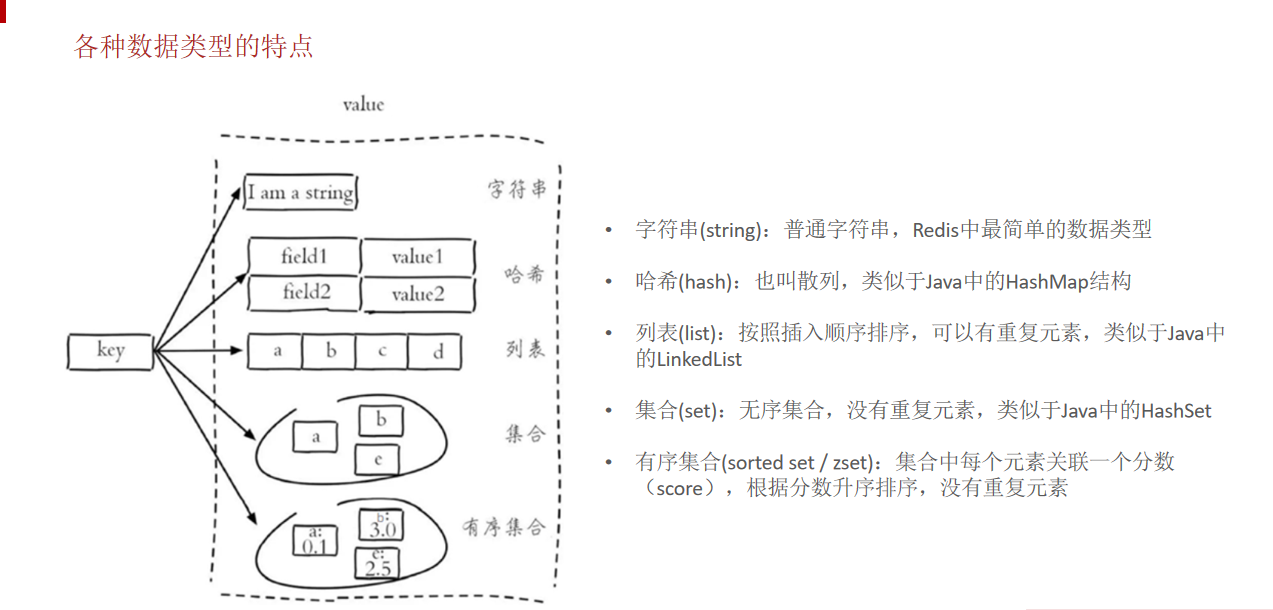 各种数据类型的特点
value
I am a string
字符串
field1
value1
field2
value2
哈希
key
a
b
c
d
列表
a
b
e
集合
a:
0.1
b:
3.0
e:
2.5
有序集合
• 字符串(string)：普通字符串，Redis中最简单的数据类型
• 哈希(hash)：也叫散列，类似于Java中的HashMap结构
• 列表(list)：按照插入顺序排序，可以有重复元素，类似于Java中
的LinkedList
• 集合(set)：无序集合，没有重复元素，类似于Java中的HashSet
• 有序集合(sorted set / zset)：集合中每个元素关联一个分数
（score），根据分数升序排序，没有重复元素